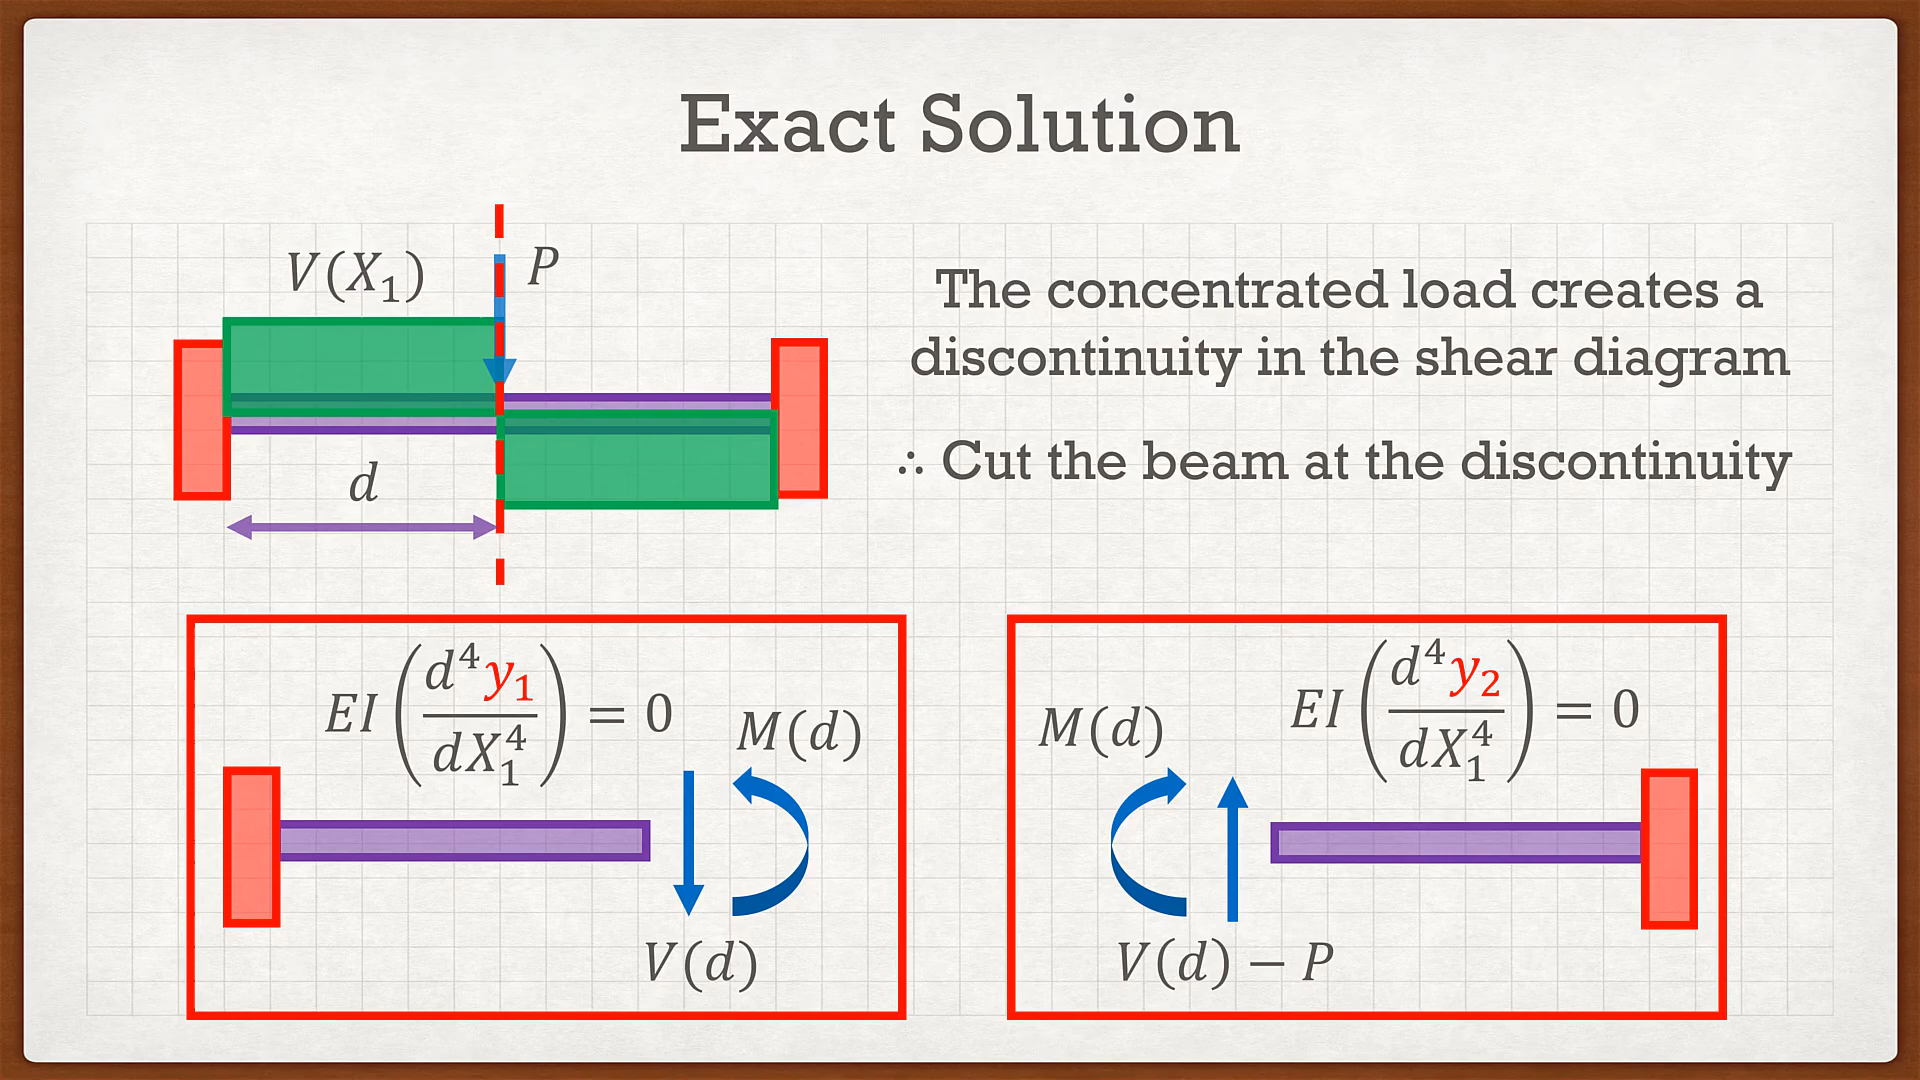 Exact Solution
V(X₁)
P
d
The concentrated load creates a
discontinuity in the shear diagram
∴ Cut the beam at the discontinuity
EI(d⁴y₁/dX₁⁴) = 0
M(d)
V(d)
M(d)
EI(d⁴y₂/dX₁⁴) = 0
V(d) − P